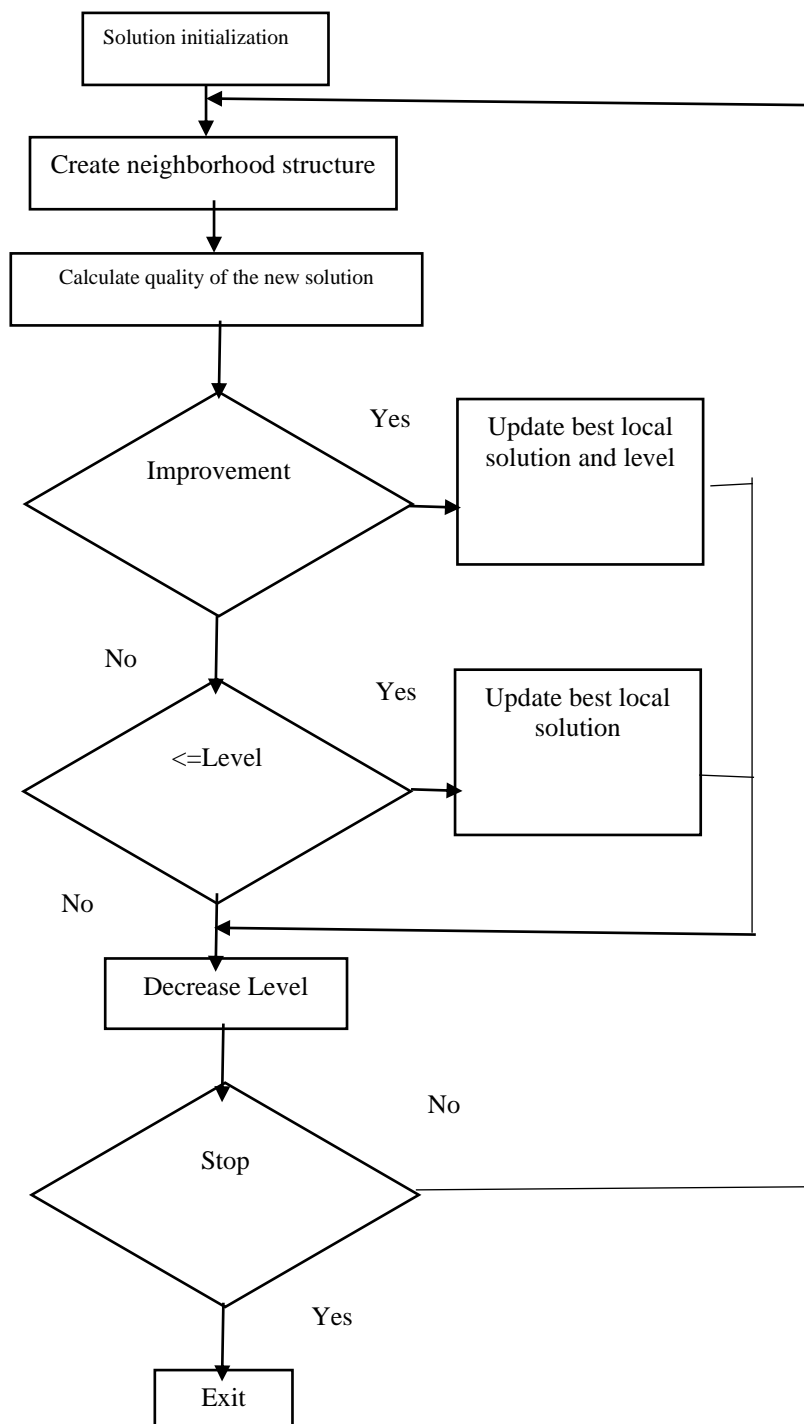 Solution initialization
Create neighborhood structure
Calculate quality of the new solution
Yes
Update best local
solution and level
Improvement
No
Yes
Update best local
solution
<=Level
No
Decrease Level
No
Stop
Yes
Exit